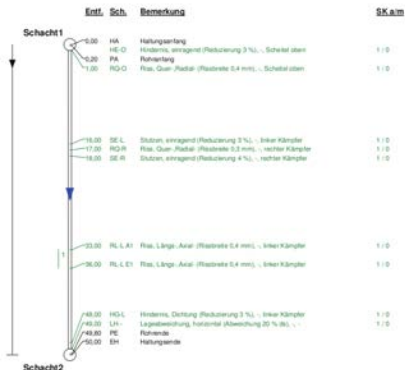 Entf. Sch. Bemerkung SK a/m
Schacht1
0,00 HA Haltungsanfang
HE-O Hindernis, einragend (Reduzierung 3 %), -, Scheitel oben 1 / 0
0,20 PA Rohranfang
1,00 RQ-O Riss, Quer-,Radial- (Rissbreite 0,4 mm), -, Scheitel oben 1 / 0
16,00 SE-L Stutzen, einragend (Reduzierung 3 %), -, linker Kämpfer 1 / 0
17,00 RQ-R Riss, Quer-,Radial- (Rissbreite 0,3 mm), -, rechter Kämpfer 1 / 0
18,00 SE-R Stutzen, einragend (Reduzierung 4 %), -, rechter Kämpfer 1 / 0
33,00 RL-L A1 Riss, Längs-,Axial- (Rissbreite 0,4 mm), -, linker Kämpfer 1 / 0
1
36,00 RL-L E1 Riss, Längs-,Axial- (Rissbreite 0,4 mm), -, linker Kämpfer 1 / 0
48,00 HG-L Hindernis, Dichtung (Reduzierung 3 %), -, linker Kämpfer 1 / 0
49,00 LH-- Lageabweichung, horizontal (Abweichung 20 % ds), -, - 1 / 0
49,80 PE Rohrende
50,00 EH Haltungsende
Schacht2